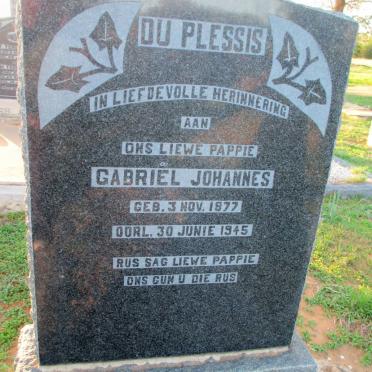 DU PLESSIS
IN LIEFDEVOLLE HERINNERING
AAN
ONS LIEWE PAPPIE
GABRIËL JOHANNES
GEB. 3 NOV. 1877
OORL. 30 JUNIE 1945
RUS SAG LIEWE PAPPIE
ONS GUN U DIE RUS